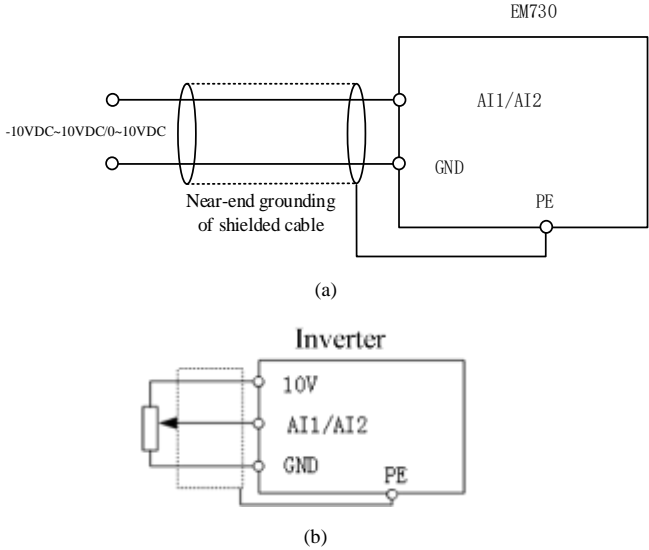 EM730
AI1/AI2
-10VDC~10VDC/0~10VDC
GND
Near-end grounding
of shielded cable
PE
(a)
Inverter
10V
AI1/AI2
GND
PE
(b)